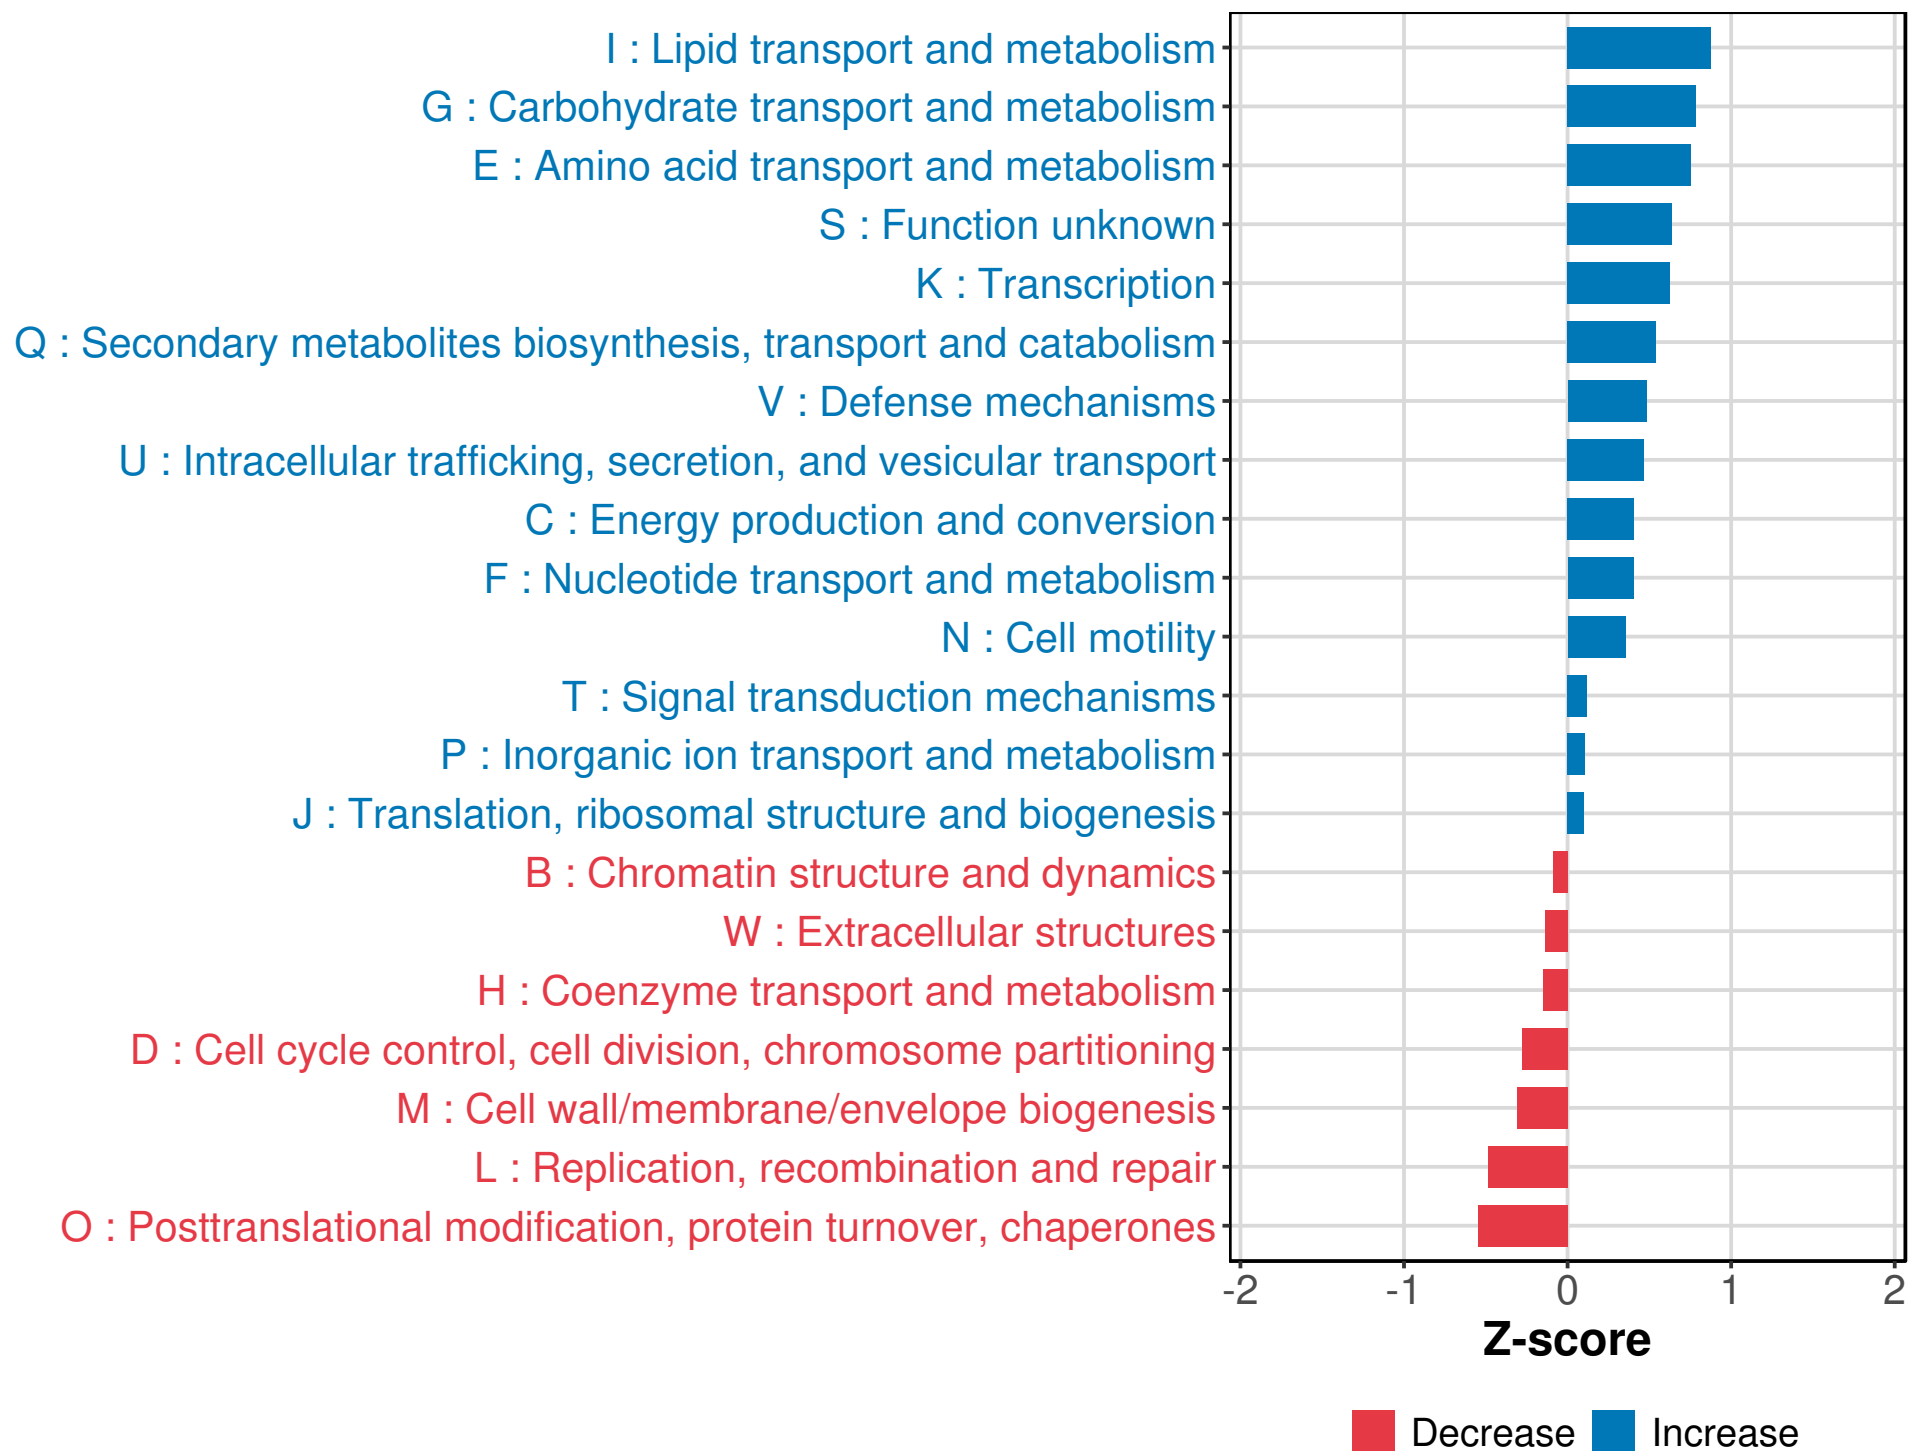 I : Lipid transport and metabolism
G : Carbohydrate transport and metabolism
E : Amino acid transport and metabolism
S : Function unknown
K : Transcription
Q : Secondary metabolites biosynthesis, transport and catabolism
V : Defense mechanisms
U : Intracellular trafficking, secretion, and vesicular transport
C : Energy production and conversion
F : Nucleotide transport and metabolism
N : Cell motility
T : Signal transduction mechanisms
P : Inorganic ion transport and metabolism
J : Translation, ribosomal structure and biogenesis
B : Chromatin structure and dynamics
W : Extracellular structures
H : Coenzyme transport and metabolism
D : Cell cycle control, cell division, chromosome partitioning
M : Cell wall/membrane/envelope biogenesis
L : Replication, recombination and repair
O : Posttranslational modification, protein turnover, chaperones
-2 -1 0 1 2
Z-score
Decrease Increase